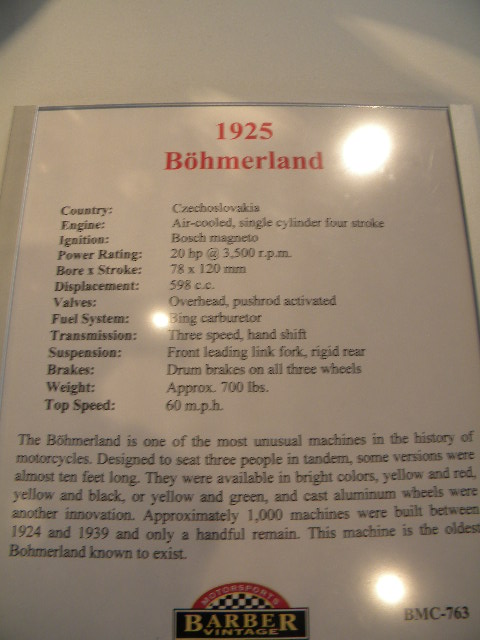 1925
Böhmerland
Country: Czechoslovakia
Engine: Air-cooled, single cylinder four stroke
Ignition: Bosch magneto
Power Rating: 20 hp @ 3,500 r.p.m.
Bore x Stroke: 78 x 120 mm
Displacement: 598 c.c.
Valves: Overhead, pushrod activated
Fuel System: Bing carburetor
Transmission: Three speed, hand shift
Suspension: Front leading link fork, rigid rear
Brakes: Drum brakes on all three wheels
Weight: Approx. 700 lbs.
Top Speed: 60 m.p.h.
The Böhmerland is one of the most unusual machines in the history of
motorcycles. Designed to seat three people in tandem, some versions were
almost ten feet long. They were available in bright colors, yellow and red,
yellow and black, or yellow and green, and cast aluminum wheels were
another innovation. Approximately 1,000 machines were built between
1924 and 1939 and only a handful remain. This machine is the oldest
Bohmerland known to exist.
MOTORSPORTS
BARBER
VINTAGE
BMC-763